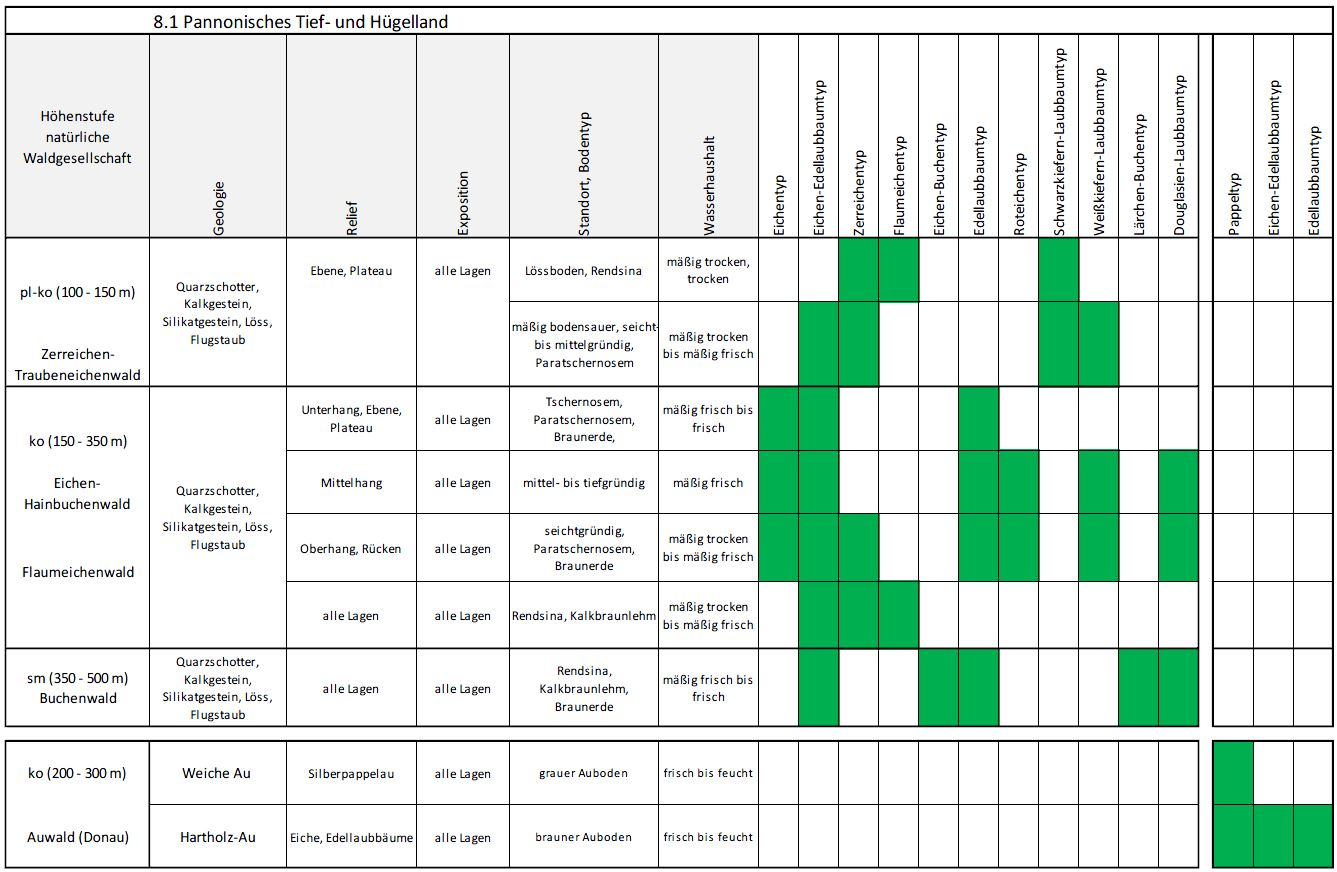 8.1 Pannonisches Tief- und Hügelland
Höhenstufe
natürliche
Waldgesellschaft
Geologie
Relief
Exposition
Standort, Bodentyp
Wasserhaushalt
Eichentyp
Eichen-Edellaubbaumtyp
Zerreichentyp
Flaumeichentyp
Eichen-Buchentyp
Edellaubbaumtyp
Roteichentyp
Schwarzkiefern-Laubbaumtyp
Weißkiefern-Laubbaumtyp
Lärchen-Buchentyp
Douglasien-Laubbaumtyp
Pappeltyp
Eichen-Edellaubbaumtyp
Edellaubbaumtyp
pl-ko (100 - 150 m)
Zerreichen-
Traubeneichenwald
Quarzschotter,
Kalkgestein,
Silikatgestein, Löss,
Flugstaub
Ebene, Plateau
alle Lagen
Lössboden, Rendsina
mäßig trocken,
trocken
mäßig bodensauer, seicht-
bis mittelgründig,
Paratschernosem
mäßig trocken
bis mäßig frisch
ko (150 - 350 m)
Eichen-
Hainbuchenwald
Flaumeichenwald
Quarzschotter,
Kalkgestein,
Silikatgestein, Löss,
Flugstaub
Unterhang, Ebene,
Plateau
alle Lagen
Tschernosem,
Paratschernosem,
Braunerde,
mäßig frisch bis
frisch
Mittelhang
alle Lagen
mittel- bis tiefgründig
mäßig frisch
Oberhang, Rücken
alle Lagen
seichtgründig,
Paratschernosem,
Braunerde
mäßig trocken
bis mäßig frisch
alle Lagen
alle Lagen
Rendsina, Kalkbraunlehm
mäßig trocken
bis mäßig frisch
sm (350 - 500 m)
Buchenwald
Quarzschotter,
Kalkgestein,
Silikatgestein, Löss,
Flugstaub
alle Lagen
alle Lagen
Rendsina,
Kalkbraunlehm,
Braunerde
mäßig frisch bis
frisch
ko (200 - 300 m)
Auwald (Donau)
Weiche Au
Silberpappelau
alle Lagen
grauer Auboden
frisch bis feucht
Hartholz-Au
Eiche, Edellaubbäume
alle Lagen
brauner Auboden
frisch bis feucht